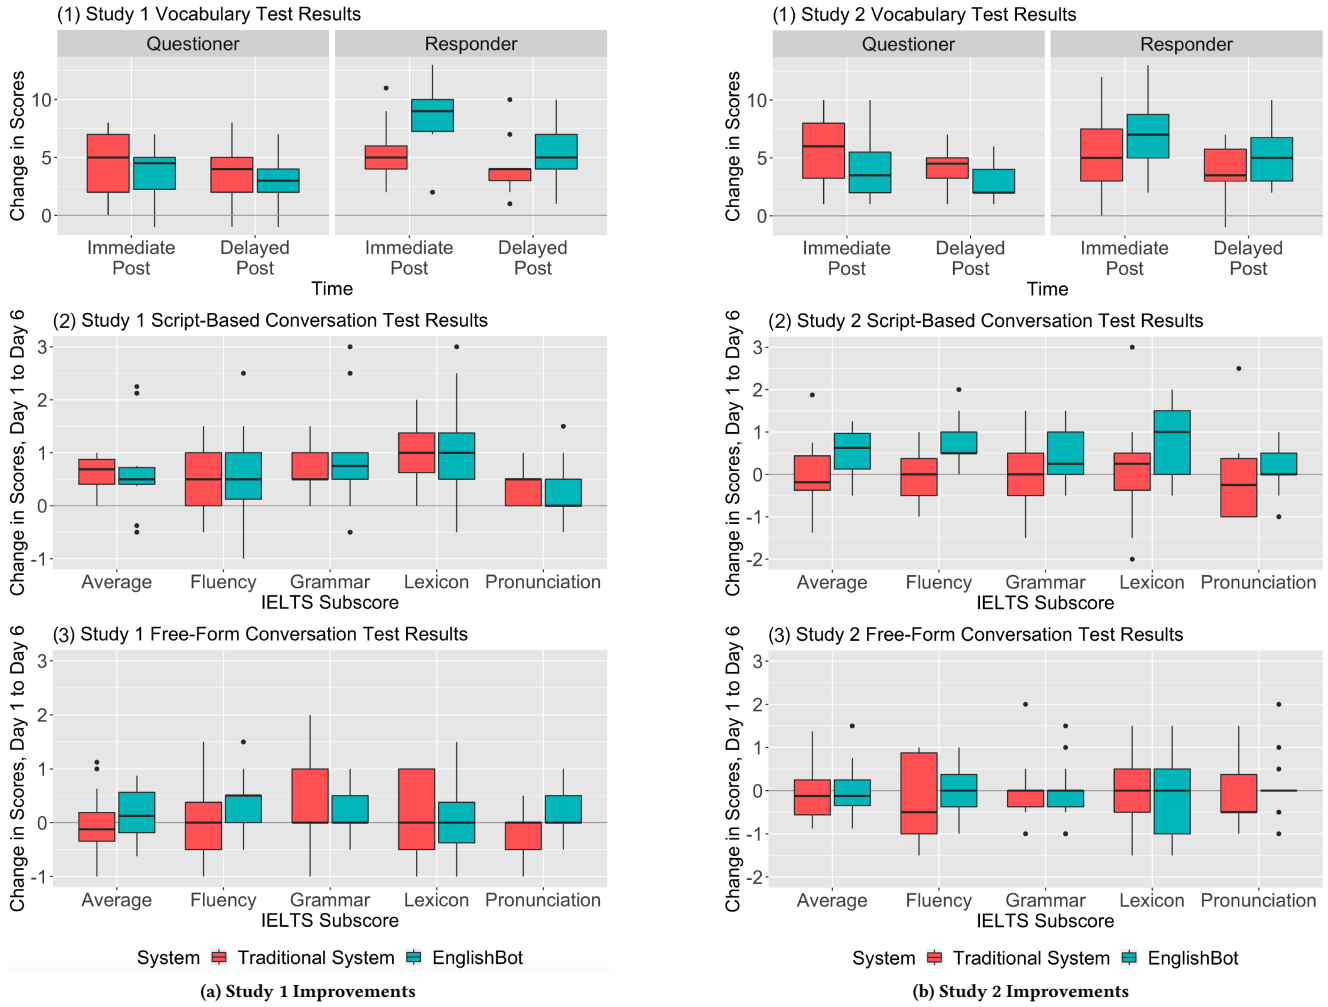 (1) Study 1 Vocabulary Test Results
Questioner
Responder
Change in Scores
10
5
0
Immediate
Post
Delayed
Post
Immediate
Post
Delayed
Post
Time
(2) Study 1 Script-Based Conversation Test Results
Change in Scores, Day 1 to Day 6
3
2
1
0
-1
Average
Fluency
Grammar
Lexicon
Pronunciation
IELTS Subscore
(3) Study 1 Free-Form Conversation Test Results
Change in Scores, Day 1 to Day 6
3
2
1
0
-1
Average
Fluency
Grammar
Lexicon
Pronunciation
IELTS Subscore
System Traditional System EnglishBot
(a) Study 1 Improvements
(1) Study 2 Vocabulary Test Results
Questioner
Responder
Change in Scores
10
5
0
Immediate
Post
Delayed
Post
Immediate
Post
Delayed
Post
Time
(2) Study 2 Script-Based Conversation Test Results
Change in Scores, Day 1 to Day 6
3
2
1
0
-1
-2
Average
Fluency
Grammar
Lexicon
Pronunciation
IELTS Subscore
(3) Study 2 Free-Form Conversation Test Results
Change in Scores, Day 1 to Day 6
3
2
1
0
-1
-2
Average
Fluency
Grammar
Lexicon
Pronunciation
IELTS Subscore
System Traditional System EnglishBot
(b) Study 2 Improvements